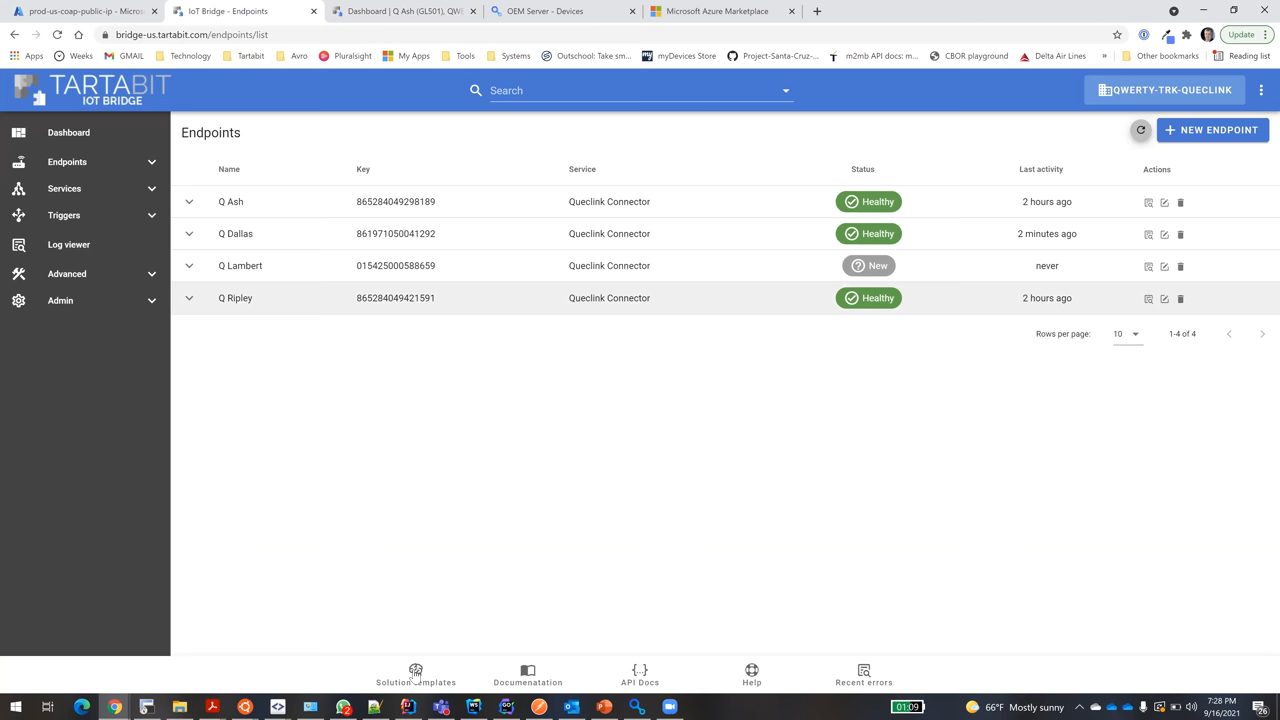 prod-us-coap-public-ip - Micros
IoT Bridge - Endpoints
Dashboard | Q Ash (GL501), QWE
OEM Server - Devices
Microsoft Azure Marketplace
bridge-us.tartabit.com/endpoints/list
Update
Apps
Weeks
GMAIL
Technology
Tartabit
Avro
Pluralsight
My Apps
Tools
Systems
Outschool: Take sm...
myDevices Store
Project-Santa-Cruz-...
m2mb API docs: m...
CBOR playground
Delta Air Lines
»
Other bookmarks
Reading list
TARTABIT
IOT BRIDGE
Search
QWERTY-TRK-QUECLINK
Dashboard
Endpoints
Services
Triggers
Log viewer
Advanced
Admin
Endpoints
+ NEW ENDPOINT
Name Key Service Status Last activity Actions
Q Ash 865284049298189 Queclink Connector Healthy 2 hours ago
Q Dallas 861971050041292 Queclink Connector Healthy 2 minutes ago
Q Lambert 015425000588659 Queclink Connector New never
Q Ripley 865284049421591 Queclink Connector Healthy 2 hours ago
Rows per page: 10 1-4 of 4
Solution templates
Documenatation
API Docs
Help
Recent errors
01:09
66°F Mostly sunny
7:28 PM
9/16/2021
26